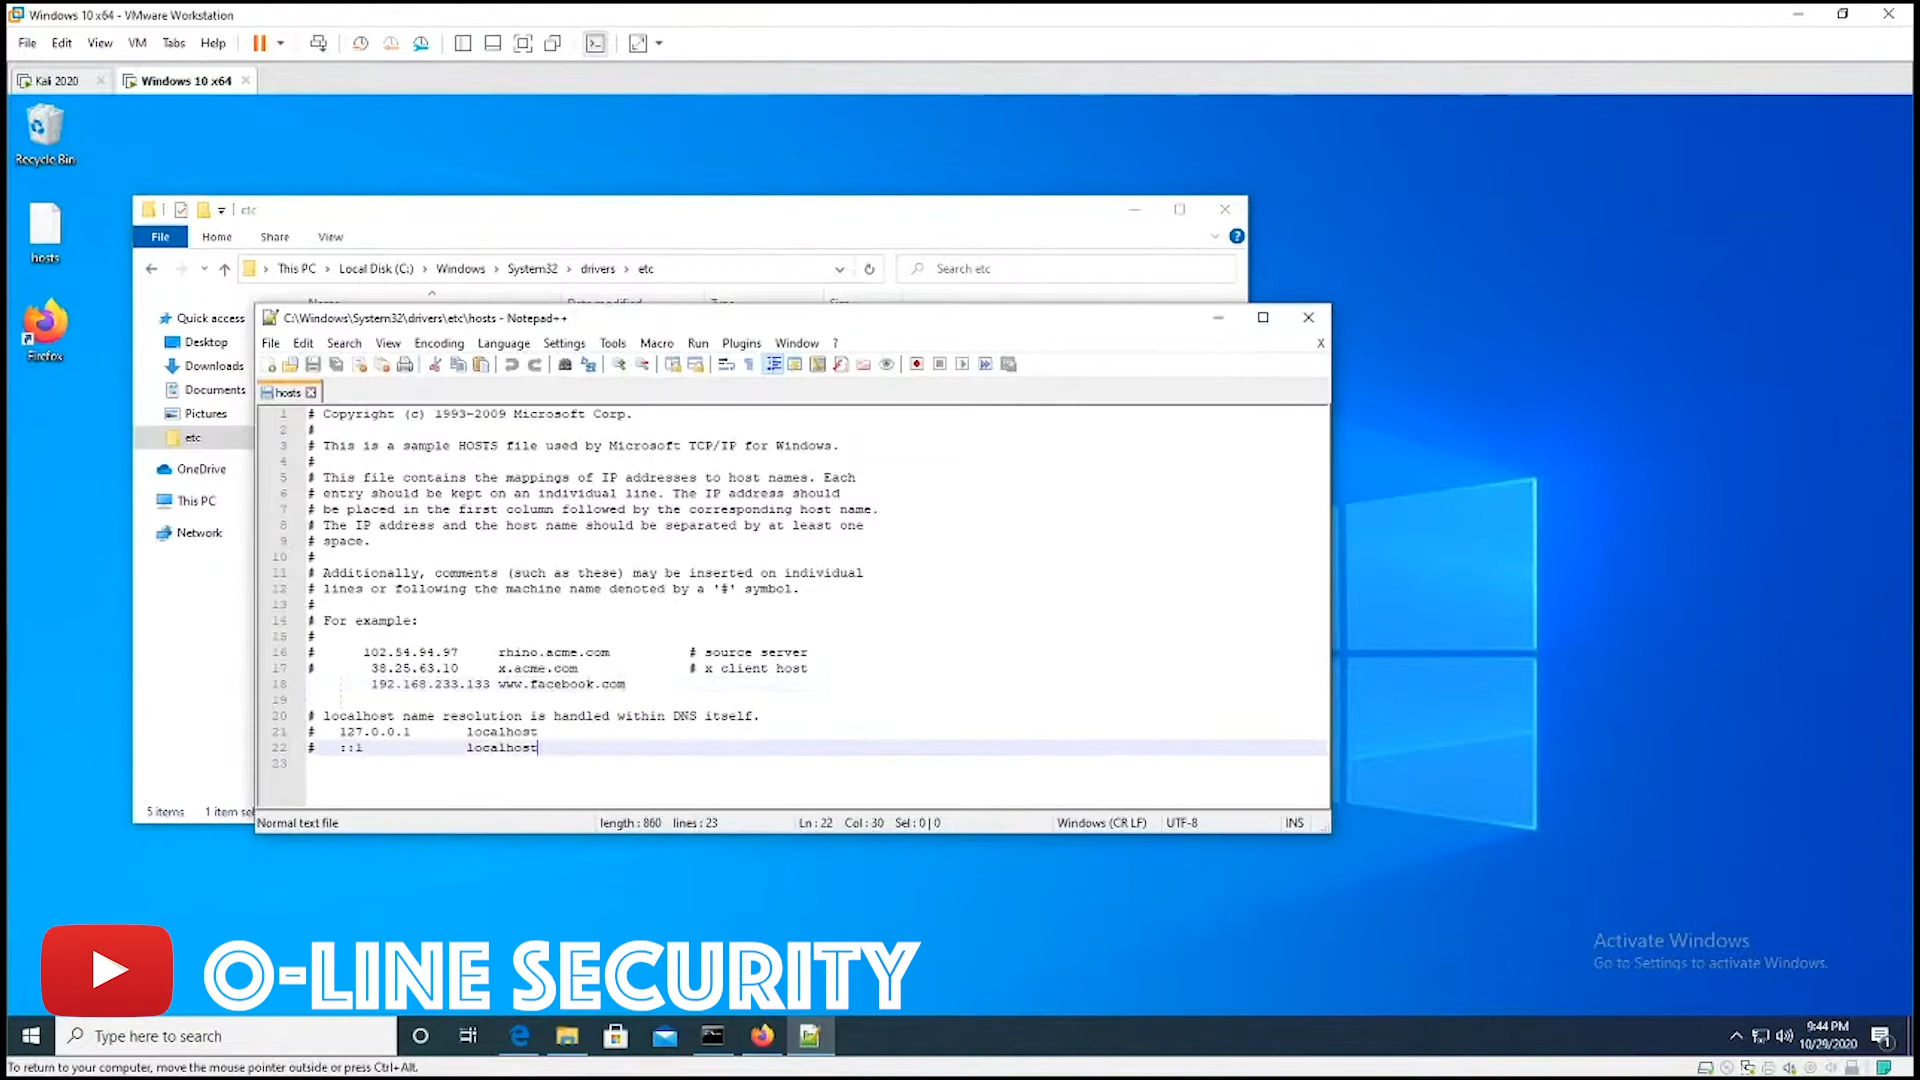 Windows 10 x64 - VMware Workstation
File Edit View VM Tabs Help
Kali 2020
Windows 10 x64
Recycle Bin
hosts
Firefox
etc
File Home Share View
This PC › Local Disk (C:) › Windows › System32 › drivers › etc
Search etc
Quick access
Desktop
Downloads
Documents
Pictures
etc
OneDrive
This PC
Network
5 items 1 item sel
C:\Windows\System32\drivers\etc\hosts - Notepad++
File Edit Search View Encoding Language Settings Tools Macro Run Plugins Window ? X
hosts
1 # Copyright (c) 1993-2009 Microsoft Corp.
2 #
3 # This is a sample HOSTS file used by Microsoft TCP/IP for Windows.
4 #
5 # This file contains the mappings of IP addresses to host names. Each
6 # entry should be kept on an individual line. The IP address should
7 # be placed in the first column followed by the corresponding host name.
8 # The IP address and the host name should be separated by at least one
9 # space.
10 #
11 # Additionally, comments (such as these) may be inserted on individual
12 # lines or following the machine name denoted by a '#' symbol.
13 #
14 # For example:
15 #
16 # 102.54.94.97 rhino.acme.com # source server
17 # 38.25.63.10 x.acme.com # x client host
18 192.168.233.133 www.facebook.com
19
20 # localhost name resolution is handled within DNS itself.
21 # 127.0.0.1 localhost
22 # ::1 localhost
23
Normal text file length : 860 lines : 23 Ln : 22 Col : 30 Sel : 0 | 0 Windows (CR LF) UTF-8 INS
Activate Windows
Go to Settings to activate Windows.
O-LINE SECURITY
Type here to search
9:44 PM
10/29/2020
1
To return to your computer, move the mouse pointer outside or press Ctrl+Alt.